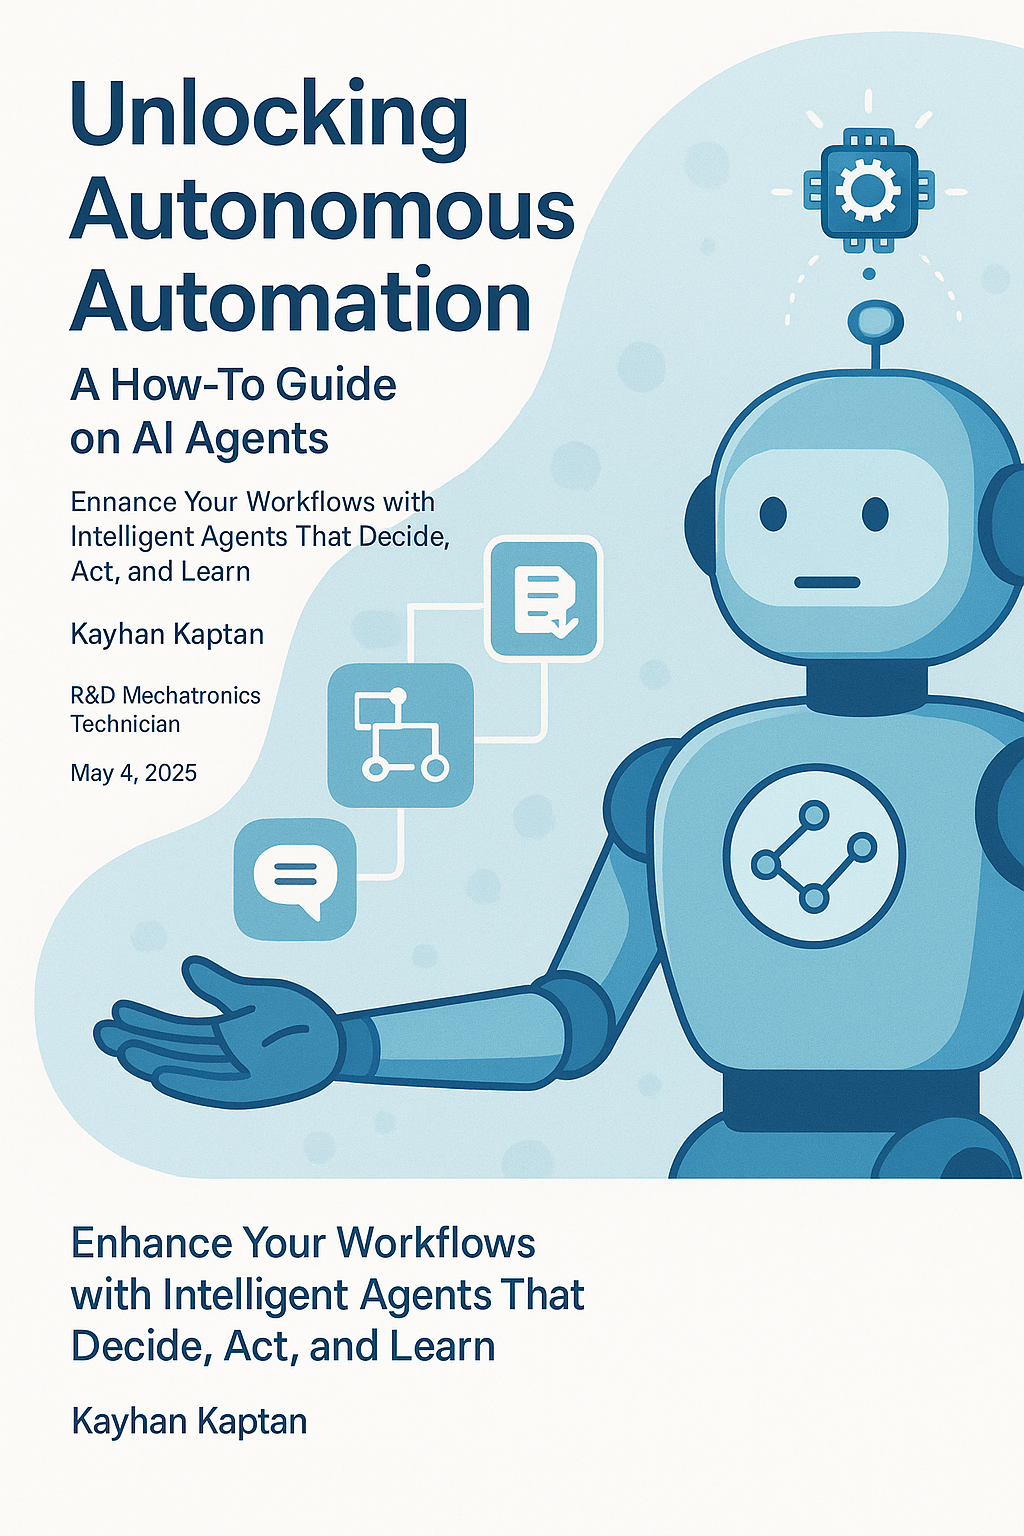 Unlocking
Autonomous
Automation
A How-To Guide
on AI Agents
Ennance Your Workflows with
Intelligent Agents That Decide,
Act, and Learn
Kayhan Kaptan
R&D Mechatronics
Technician
May 4, 2025
Enhance Your Workflows
with Intelligent Agents That
Decide, Act, and Learn
Kayhan Kaptan